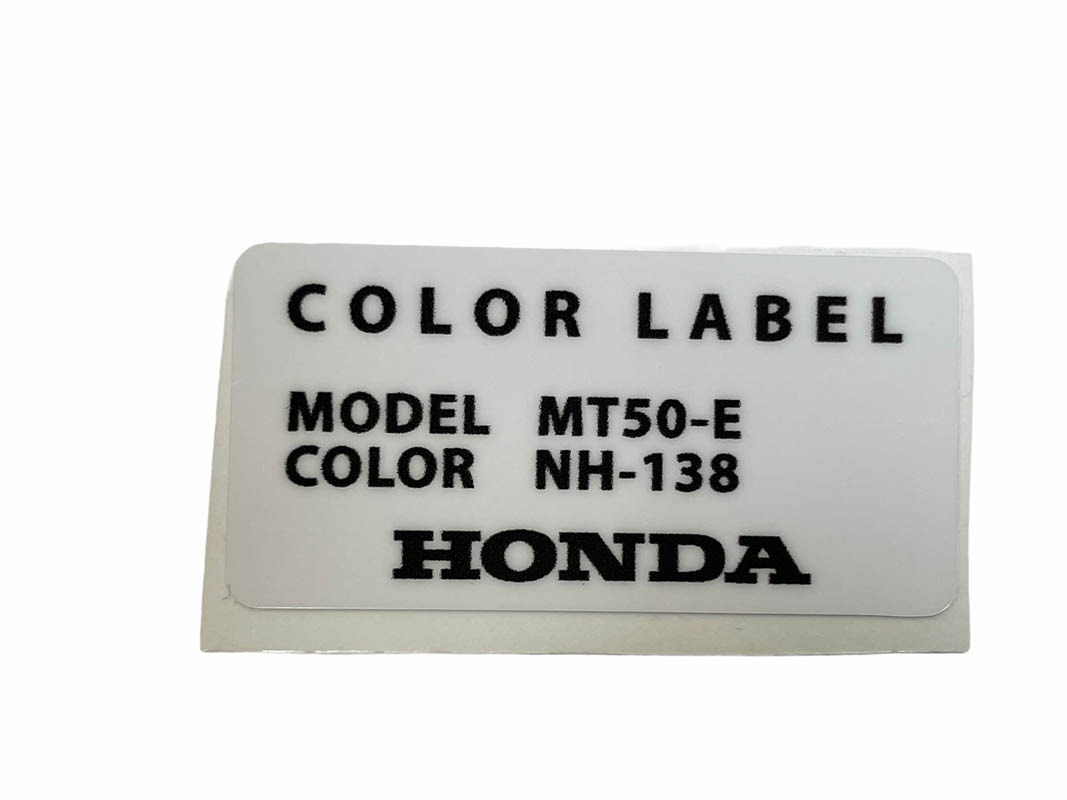 COLOR LABEL
MODEL MT50-E
COLOR NH-138
HONDA